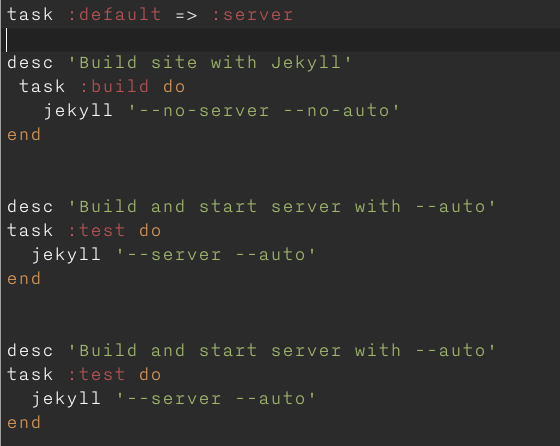 task :default => :server
desc 'Build site with Jekyll'
 task :build do
   jekyll '--no-server --no-auto'
end
desc 'Build and start server with --auto'
task :test do
  jekyll '--server --auto'
end
desc 'Build and start server with --auto'
task :test do
  jekyll '--server --auto'
end